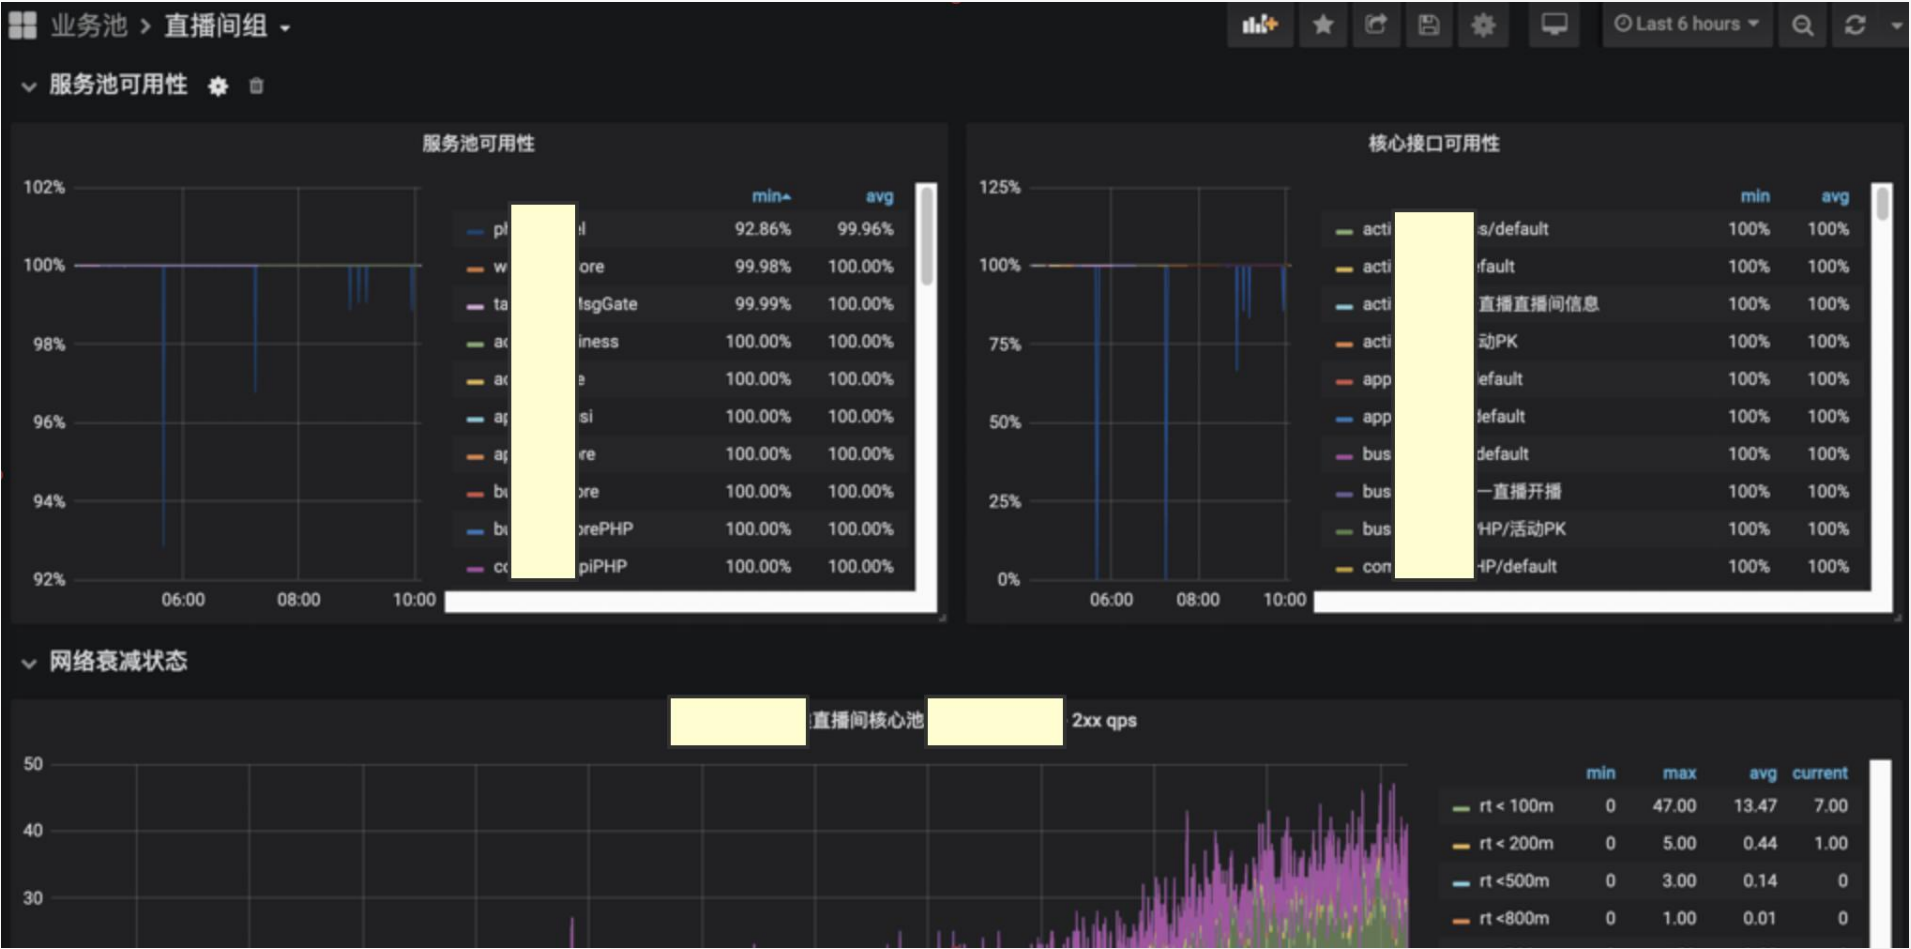 业务池 > 直播间组
Last 6 hours
服务池可用性
服务池可用性
102%
100%
98%
96%
94%
92%
06:00 08:00 10:00
min avg
92.86% 99.96%
ore 99.98% 100.00%
MsgGate 99.99% 100.00%
iness 100.00% 100.00%
100.00% 100.00%
si 100.00% 100.00%
re 100.00% 100.00%
ore 100.00% 100.00%
orePHP 100.00% 100.00%
piPHP 100.00% 100.00%
核心接口可用性
125%
100%
75%
50%
25%
0%
06:00 08:00 10:00
min avg
acti s/default 100% 100%
acti efault 100% 100%
acti 直播直播间信息 100% 100%
acti 动PK 100% 100%
app default 100% 100%
app default 100% 100%
bus default 100% 100%
bus 一直播开播 100% 100%
bus HP/活动PK 100% 100%
com HP/default 100% 100%
网络衰减状态
直播间核心池 2xx qps
50
40
30
min max avg current
rt < 100m 0 47.00 13.47 7.00
rt < 200m 0 5.00 0.44 1.00
rt <500m 0 3.00 0.14 0
rt <800m 0 1.00 0.01 0